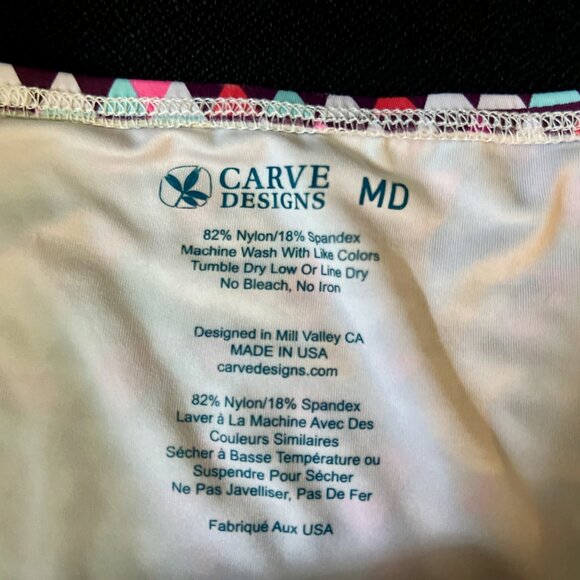 CARVE
DESIGNS
MD
82% Nylon/18% Spandex
Machine Wash With Like Colors
Tumble Dry Low Or Line Dry
No Bleach, No Iron
Designed in Mill Valley CA
MADE IN USA
carvedesigns.com
82% Nylon/18% Spandex
Laver à La Machine Avec Des
Couleurs Similaires
Sécher à Basse Température ou
Suspendre Pour Sécher
Ne Pas Javelliser, Pas De Fer
Fabriqué Aux USA